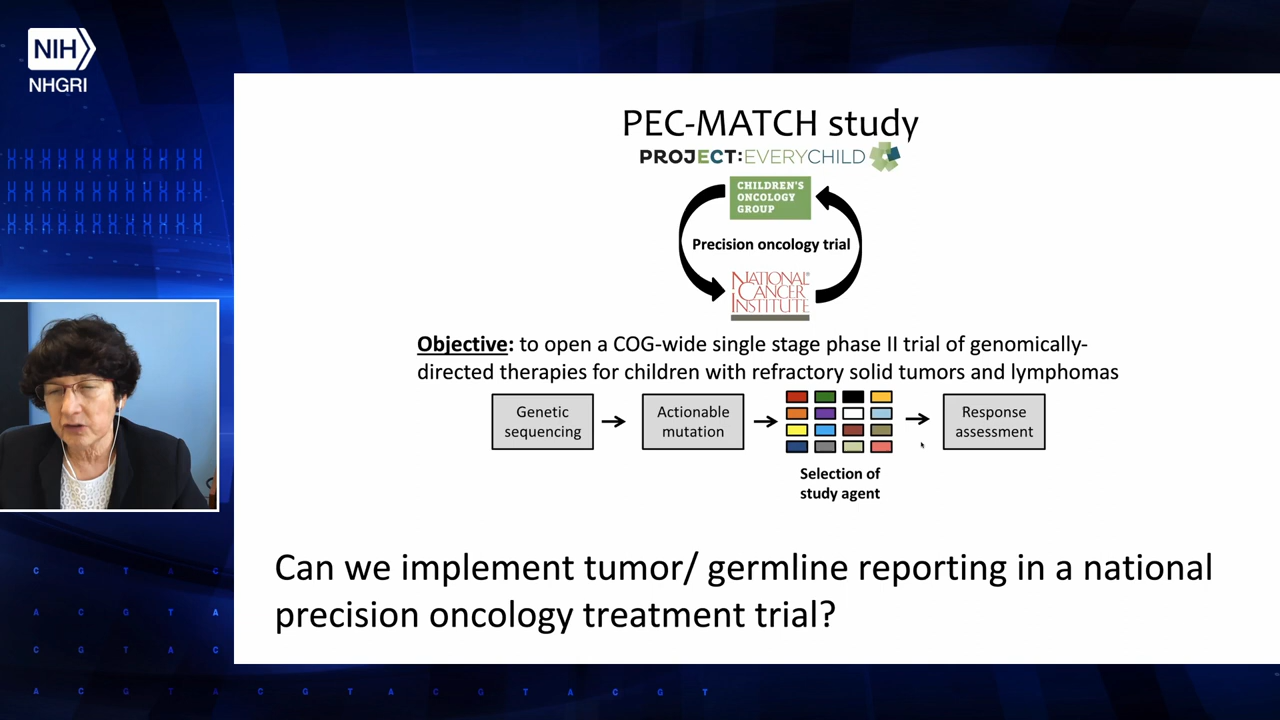 NIH
NHGRI
PEC-MATCH study
PROJECT:EVERYCHILD
CHILDREN'S
ONCOLOGY
GROUP
Precision oncology trial
NATIONAL
CANCER
INSTITUTE
Objective: to open a COG-wide single stage phase II trial of genomically-
directed therapies for children with refractory solid tumors and lymphomas
Genetic
sequencing
Actionable
mutation
Response
assessment
Selection of
study agent
Can we implement tumor/ germline reporting in a national
precision oncology treatment trial?
C G T A C
A C G T A
C G T A C
A C G T A C G T A C G T A C G T